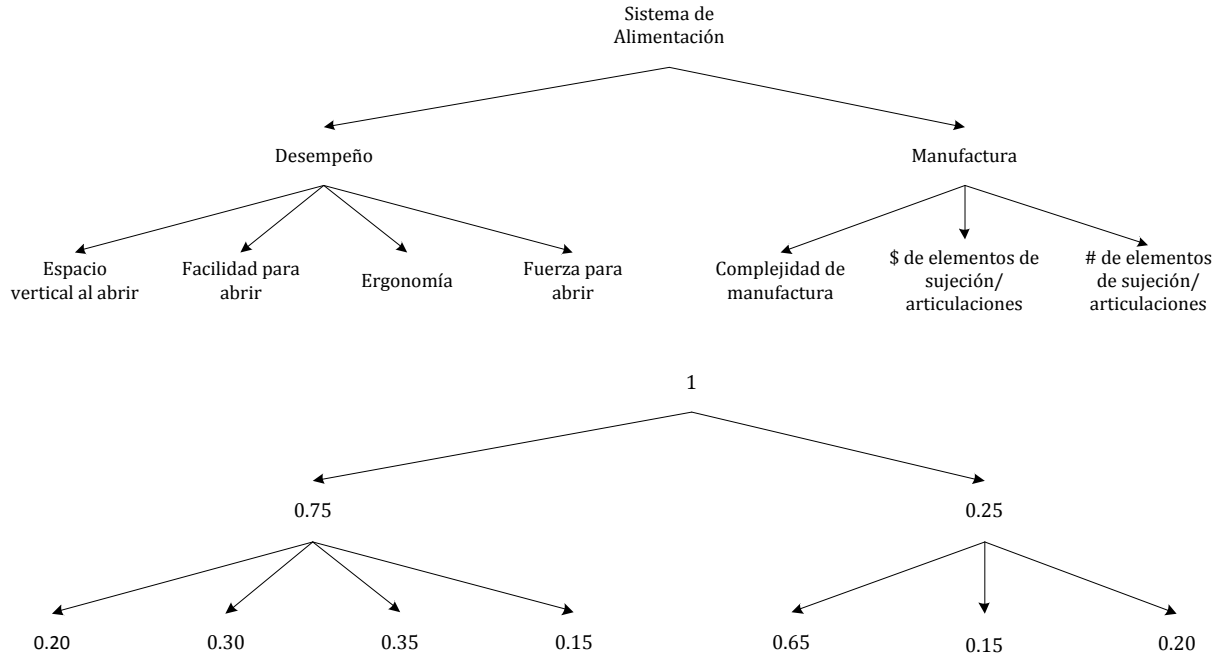 Sistema de
Alimentación
Desempeño
Manufactura
Espacio
vertical al abrir
Facilidad para
abrir
Ergonomía
Fuerza para
abrir
Complejidad de
manufactura
$ de elementos de
sujeción/
articulaciones
# de elementos
de sujeción/
articulaciones
1
0.75
0.25
0.20
0.30
0.35
0.15
0.65
0.15
0.20